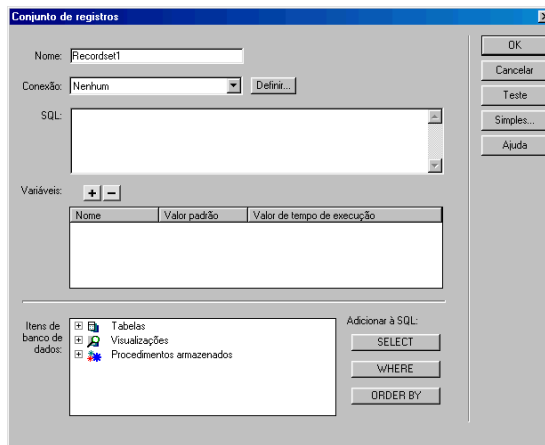 Conjunto de registros
Nome: Recordset1
Conexão: Nenhum Definir...
SQL:
Variáveis: + −
Nome Valor padrão Valor de tempo de execução
Itens de banco de dados:
Tabelas
Visualizações
Procedimentos armazenados
Adicionar à SQL:
SELECT
WHERE
ORDER BY
OK
Cancelar
Teste
Simples...
Ajuda